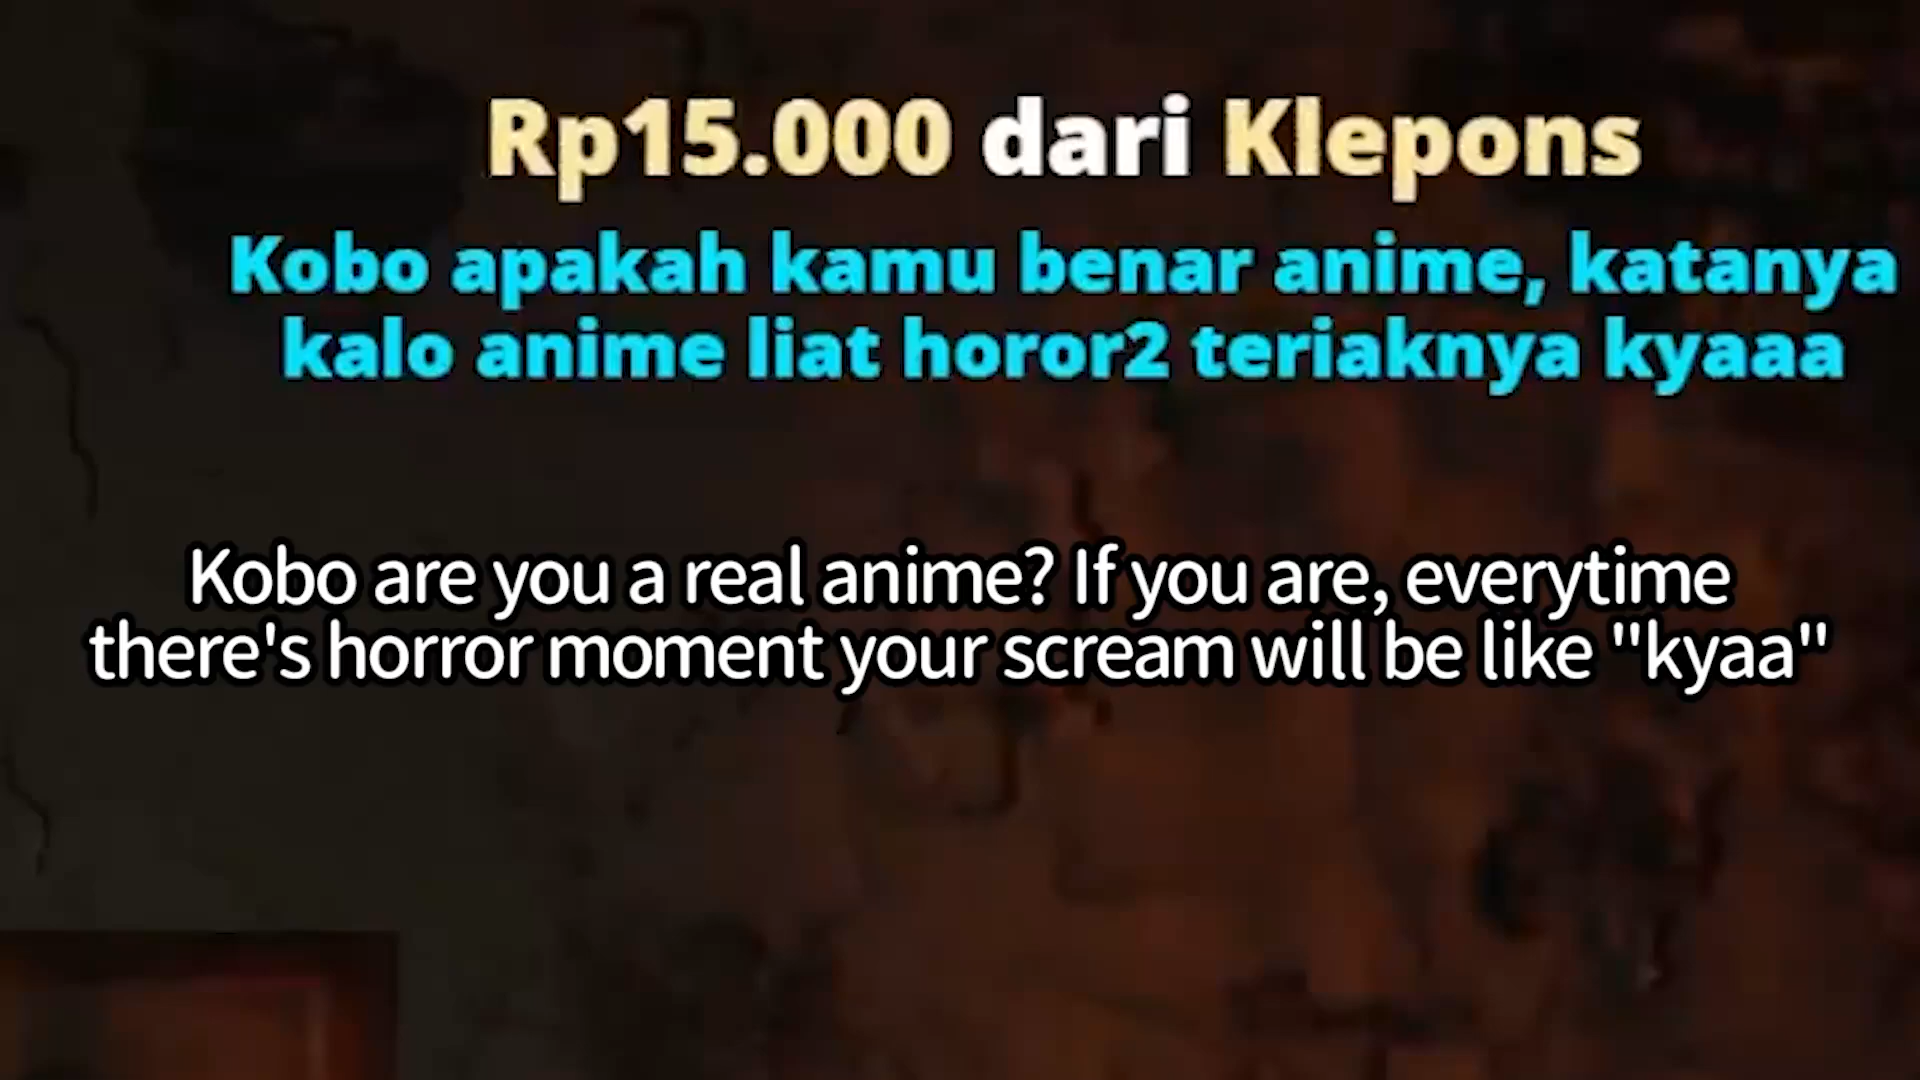 Rp15.000 dari Klepons
Kobo apakah kamu benar anime, katanya
kalo anime liat horor2 teriaknya kyaaa
Kobo are you a real anime? If you are, everytime
there's horror moment your scream will be like "kyaa"